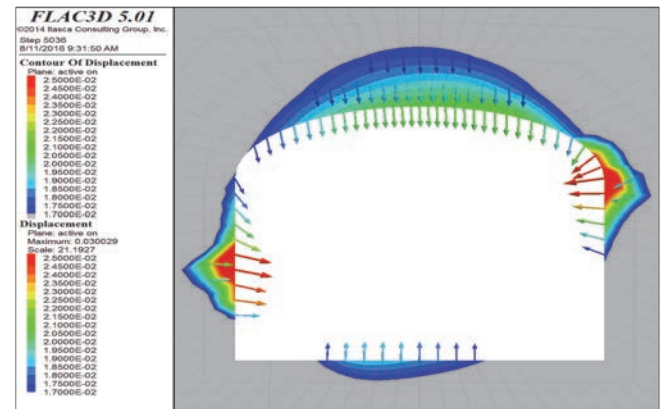 FLAC3D 5.01
©2014 Itasca Consulting Group, Inc.
Step 5036
8/11/2016 9:31:50 AM
Contour Of Displacement
Plane: active on
2.5000E-02
2.4500E-02
2.4000E-02
2.3500E-02
2.3000E-02
2.2500E-02
2.2000E-02
2.1500E-02
2.1000E-02
2.0500E-02
2.0000E-02
1.9500E-02
1.9000E-02
1.8500E-02
1.8000E-02
1.7500E-02
1.7000E-02
Displacement
Plane: active on
Maximum: 0.030029
Scale: 21.1927
2.5000E-02
2.4500E-02
2.4000E-02
2.3500E-02
2.3000E-02
2.2500E-02
2.2000E-02
2.1500E-02
2.1000E-02
2.0500E-02
2.0000E-02
1.9500E-02
1.9000E-02
1.8500E-02
1.8000E-02
1.7500E-02
1.7000E-02